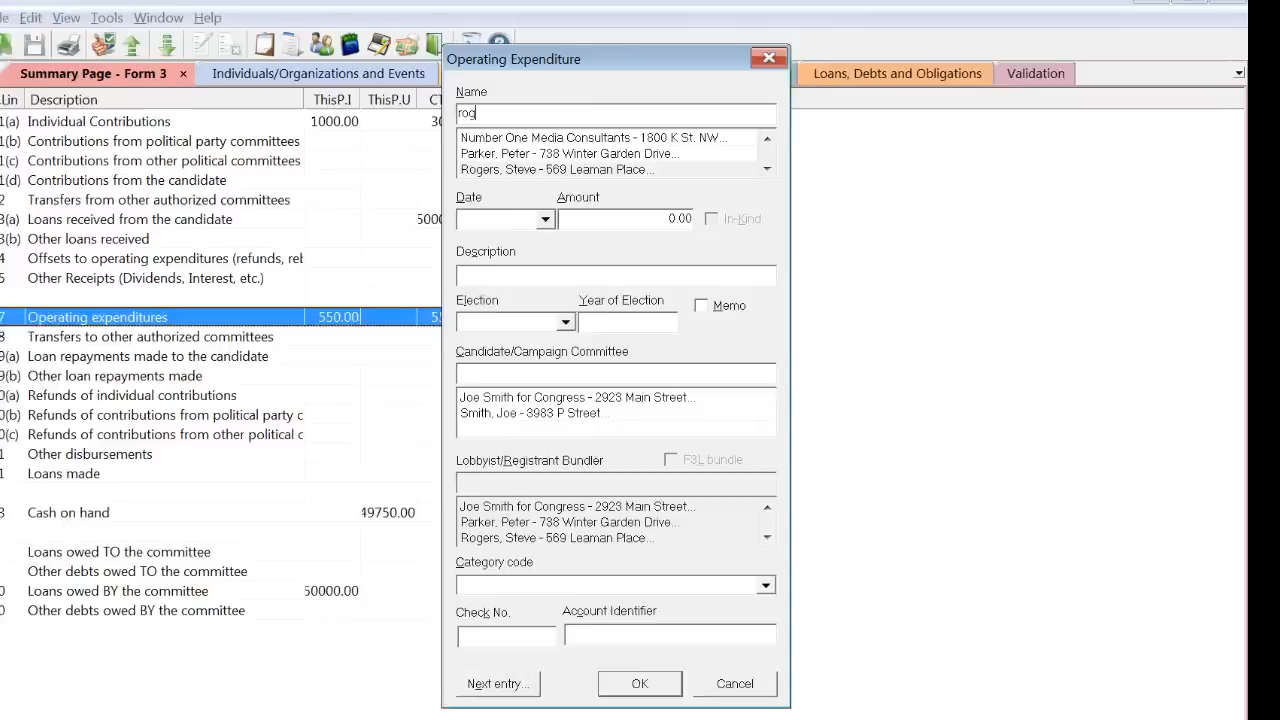 Edit View Tools Window Help
Summary Page - Form 3 × Individuals/Organizations and Events Loans, Debts and Obligations Validation
.Lin Description ThisP.I ThisP.U
1(a) Individual Contributions 1000.00
1(b) Contributions from political party committees
1(c) Contributions from other political committees
1(d) Contributions from the candidate
2 Transfers from other authorized committees
3(a) Loans received from the candidate
3(b) Other loans received
4 Offsets to operating expenditures (refunds, reb
5 Other Receipts (Dividends, Interest, etc.)
7 Operating expenditures 550.00
8 Transfers to other authorized committees
9(a) Loan repayments made to the candidate
9(b) Other loan repayments made
0(a) Refunds of individual contributions
0(b) Refunds of contributions from political party c
0(c) Refunds of contributions from other political c
1 Other disbursements
1 Loans made
8 Cash on hand 49750.00
Loans owed TO the committee
Other debts owed TO the committee
0 Loans owed BY the committee 50000.00
0 Other debts owed BY the committee
Operating Expenditure
Name
rog
Number One Media Consultants - 1800 K St. NW...
Parker, Peter - 738 Winter Garden Drive...
Rogers, Steve - 569 Leaman Place...
Date Amount
0.00 In-Kind
Description
Election Year of Election Memo
Candidate/Campaign Committee
Joe Smith for Congress - 2923 Main Street...
Smith, Joe - 3983 P Street...
Lobbyist/Registrant Bundler F3L bundle
Joe Smith for Congress - 2923 Main Street...
Parker, Peter - 738 Winter Garden Drive...
Rogers, Steve - 569 Leaman Place...
Category code
Check No. Account Identifier
Next entry... OK Cancel